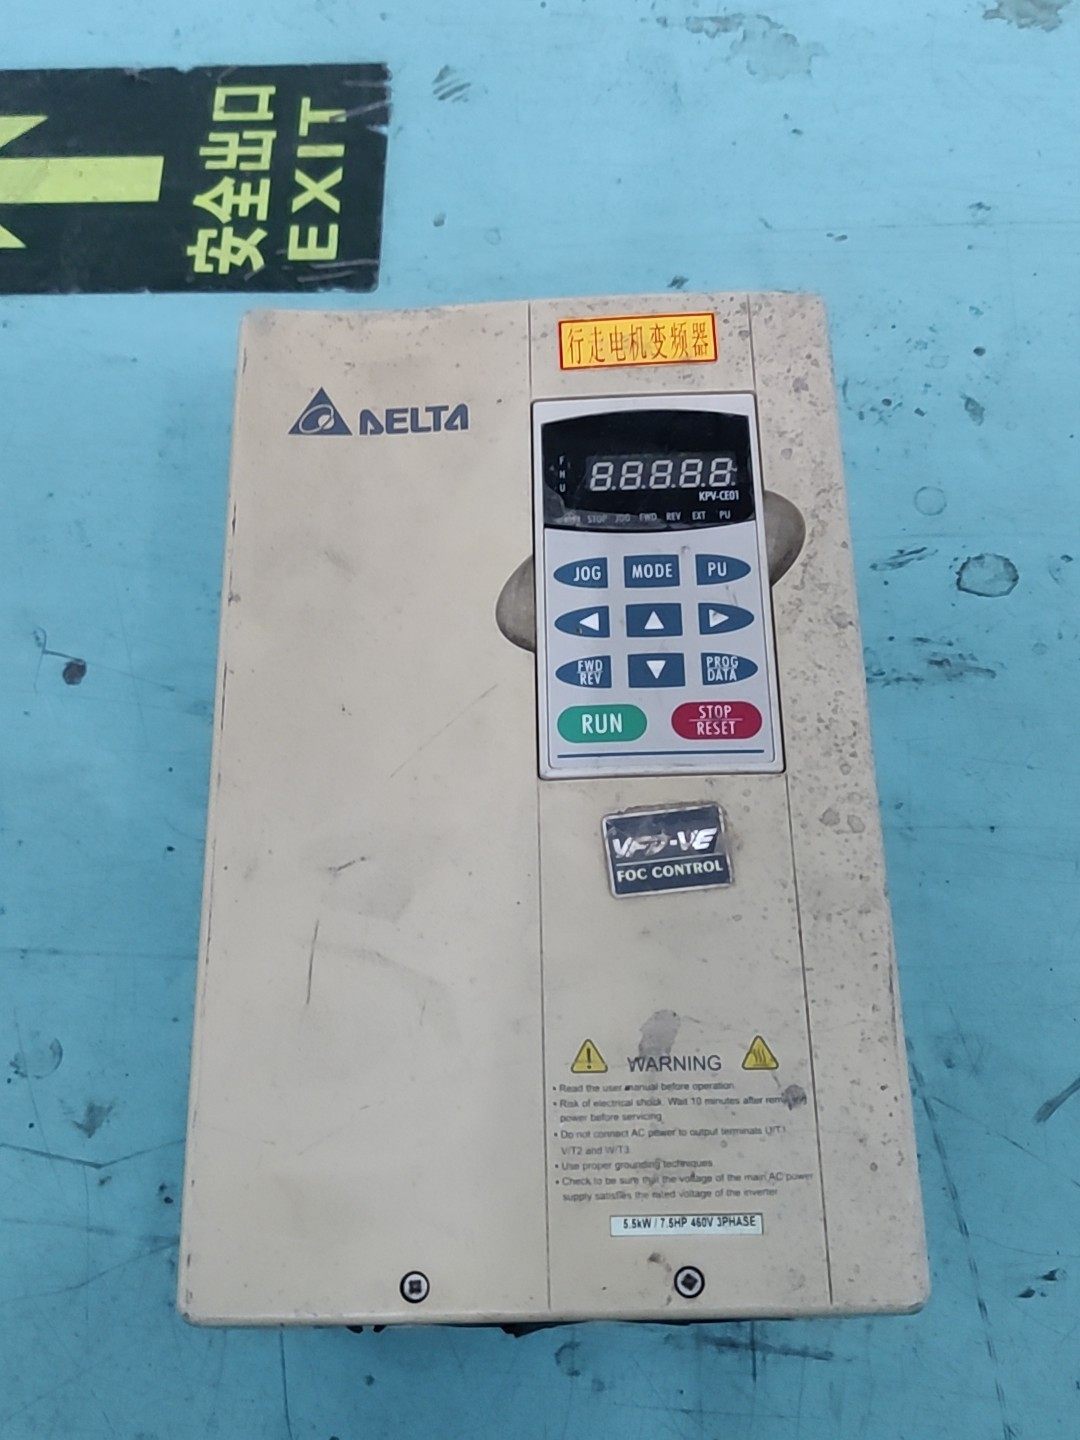 安全出口
EXIT
行走电机变频器
DELTA
F
H
U
88888
KPV-CE01
STOP JOG FWD REV EXT PU
JOG MODE PU
FWD
REV
PROG
DATA
RUN
STOP
RESET
VFD-VE
FOC CONTROL
WARNING
• Read the user manual before operation
• Risk of electrical shock. Wait 10 minutes after removing
power before servicing
• Do not connect AC power to output terminals U/T1
V/T2 and W/T3
• Use proper grounding techniques
• Check to be sure that the voltage of the main AC power
supply satisfies the rated voltage of the inverter
5.5kW / 7.5HP 460V 3PHASE